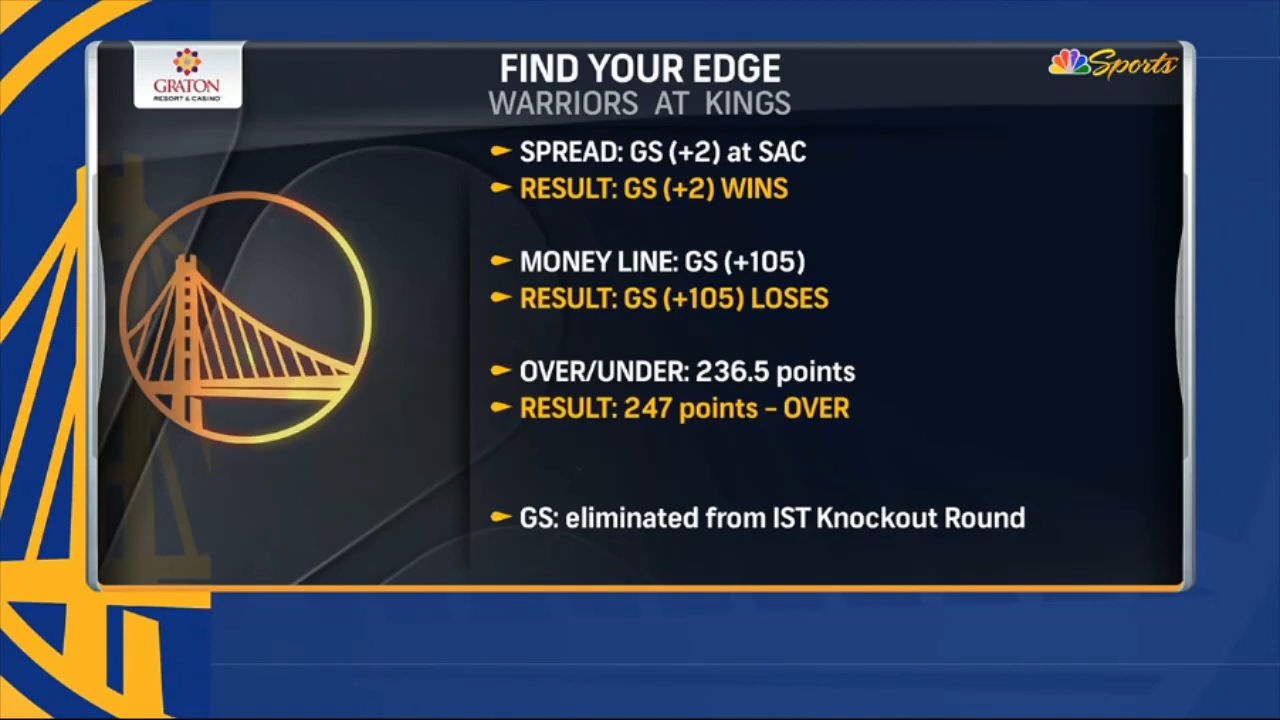 GRATON
RESORT & CASINO
FIND YOUR EDGE
Sports
WARRIORS AT KINGS
SPREAD: GS (+2) at SAC
RESULT: GS (+2) WINS
MONEY LINE: GS (+105)
RESULT: GS (+105) LOSES
OVER/UNDER: 236.5 points
RESULT: 247 points - OVER
GS: eliminated from IST Knockout Round